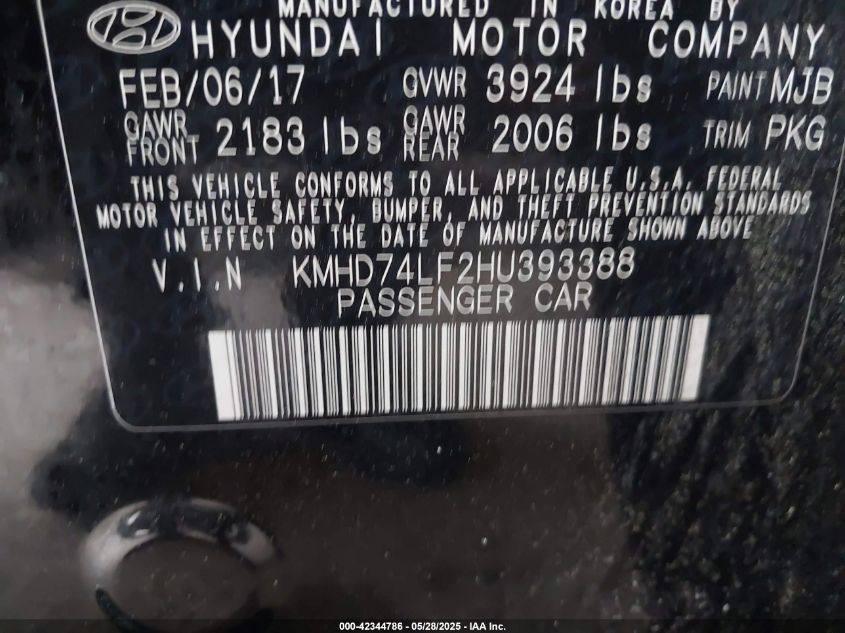 MANUFACTURED IN KOREA BY
HYUNDAI MOTOR COMPANY
FEB/06/17 GVWR 3924 lbs PAINT MJB
GAWR FRONT 2183 lbs GAWR REAR 2006 lbs TRIM PKG
THIS VEHICLE CONFORMS TO ALL APPLICABLE U.S.A. FEDERAL
MOTOR VEHICLE SAFETY, BUMPER, AND THEFT PREVENTION STANDARDS
IN EFFECT ON THE DATE OF MANUFACTURE SHOWN ABOVE
V.I.N KMHD74LF2HU393388
PASSENGER CAR
000-42344786 - 05/28/2025 - IAA Inc.